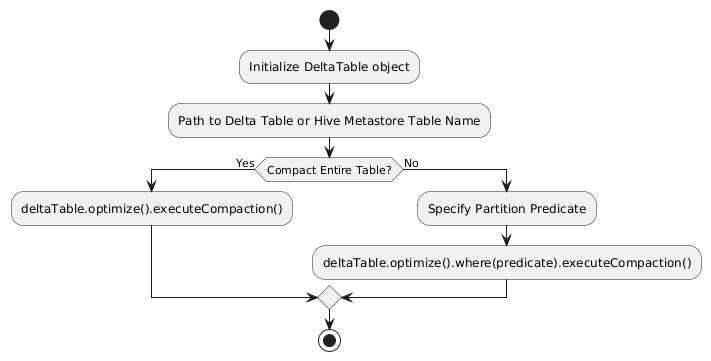 Initialize DeltaTable object
Path to Delta Table or Hive Metastore Table Name
Yes
Compact Entire Table?
No
deltaTable.optimize().executeCompaction()
Specify Partition Predicate
deltaTable.optimize().where(predicate).executeCompaction()